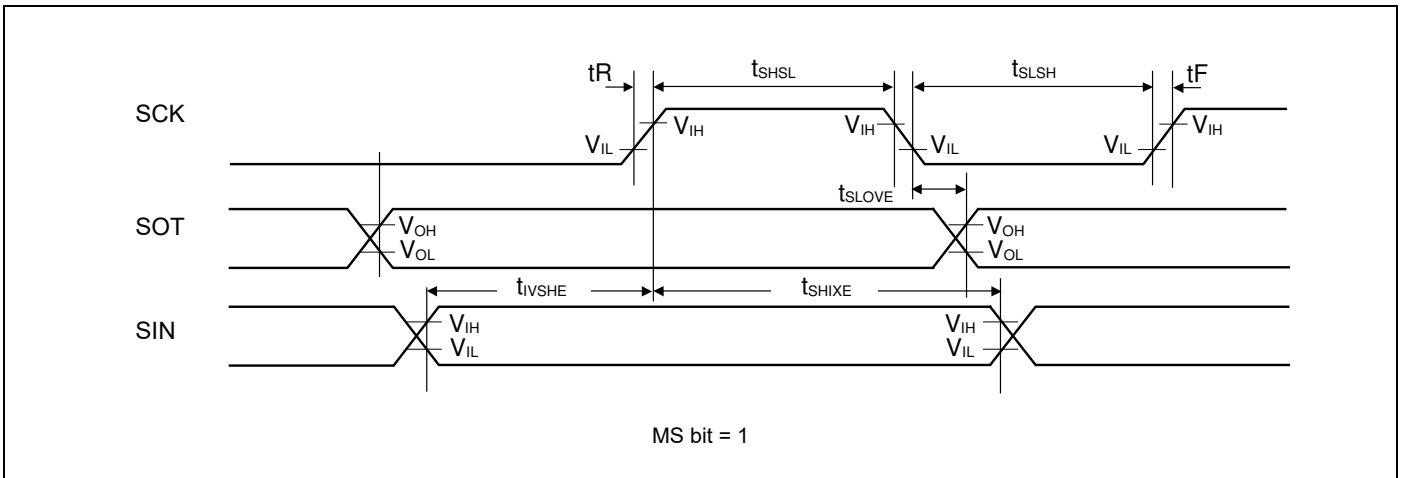 tR tSHSL tSLSH tF
SCK
VIH VIH VIH
VIL VIL VIL
tSLOVE
SOT
VOH VOH
VOL VOL
tIVSHE tSHIXE
SIN
VIH VIH
VIL VIL
MS bit = 1